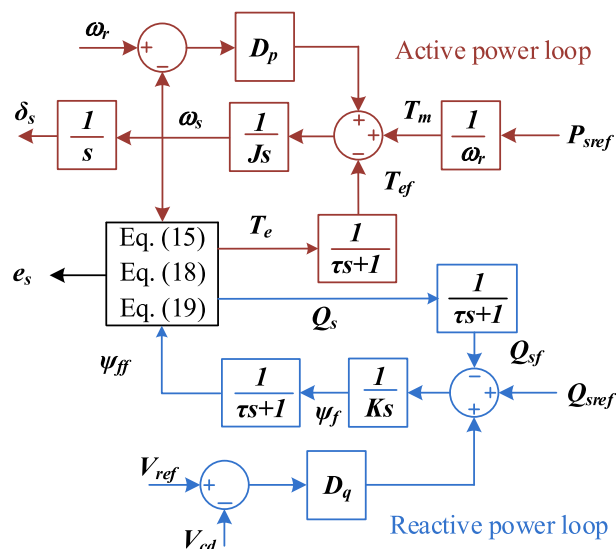 ωr
+
−
Dp
Active power loop
δs
1
s
ωs
1
Js
+
+
−
Tm
1
ωr
Psref
Tef
Eq. (15)
Eq. (18)
Eq. (19)
Te
1
τs+1
es
Qs
1
τs+1
ψff
Qsf
1
τs+1
ψf
1
Ks
−
+
+
Qsref
Vref
+
−
Dq
Vcd
Reactive power loop